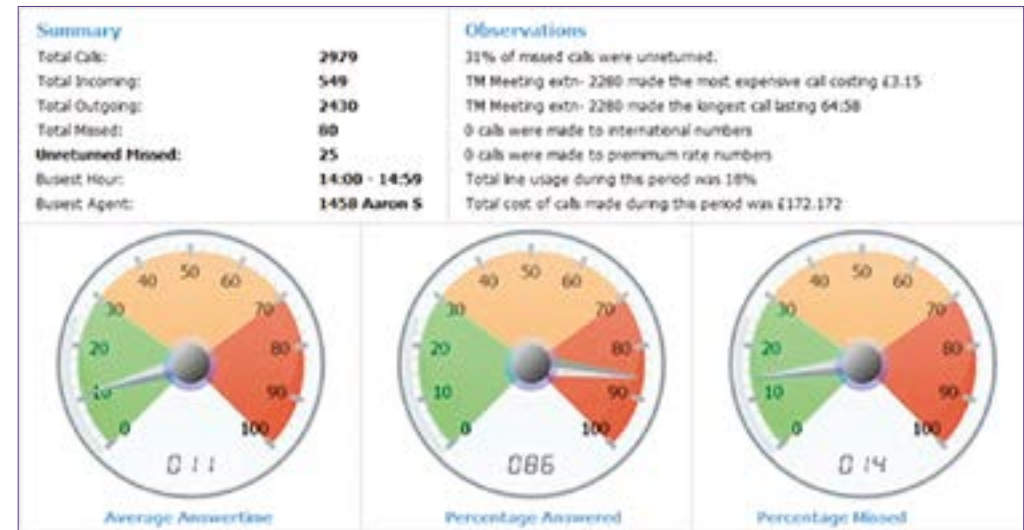 Summary
Total Calls: 2979
Total Incoming: 549
Total Outgoing: 2430
Total Missed: 80
Unreturned Missed: 25
Busiest Hour: 14:00 - 14:59
Busiest Agent: 1458 Aaron S
Observations
31% of missed calls were unreturned.
TM Meeting extn- 2280 made the most expensive call costing £3.15
TM Meeting extn- 2280 made the longest call lasting 64:58
0 calls were made to international numbers
0 calls were made to premmum rate numbers
Total line usage during this period was 18%
Total cost of calls made during this period was £172.172
0 10 20 30 40 50 60 70 80 90 100
011
Average Answertime
0 10 20 30 40 50 60 70 80 90 100
086
Percentage Answered
0 10 20 30 40 50 60 70 80 90 100
014
Percentage Missed